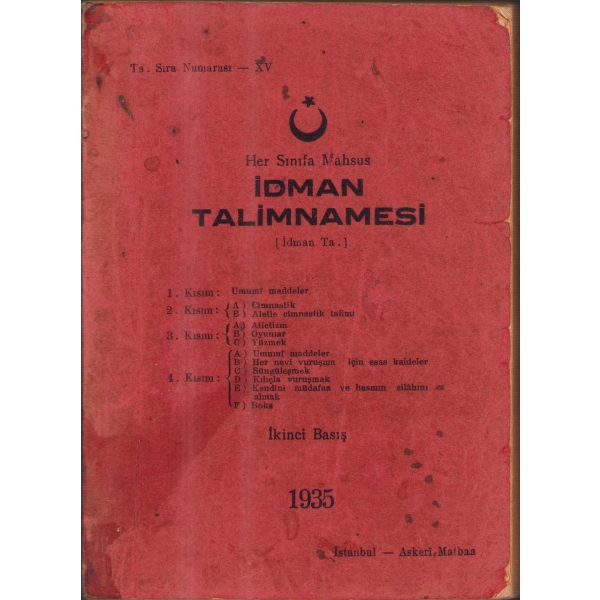 Ta. Sıra Numarası — XV
Her Sınıfa Mahsus
İDMAN
TALİMNAMESİ
[İdman Ta.]
1. Kısım: Umumî maddeler
2. Kısım: A) Cimnastik
B) Aletle cimnastik talimi
3. Kısım: A) Atletizm
B) Oyunlar
C) Yüzmek
4. Kısım: A) Umumî maddeler
B) Her nevi vuruşma için esas kaideler
C) Süngüleşmek
D) Kılıçla vuruşmak
E) Kendini müdafaa ve hasmın silâhını
almak
F) Boks
İkinci Basış
1935
İstanbul — Askerî Matbaa